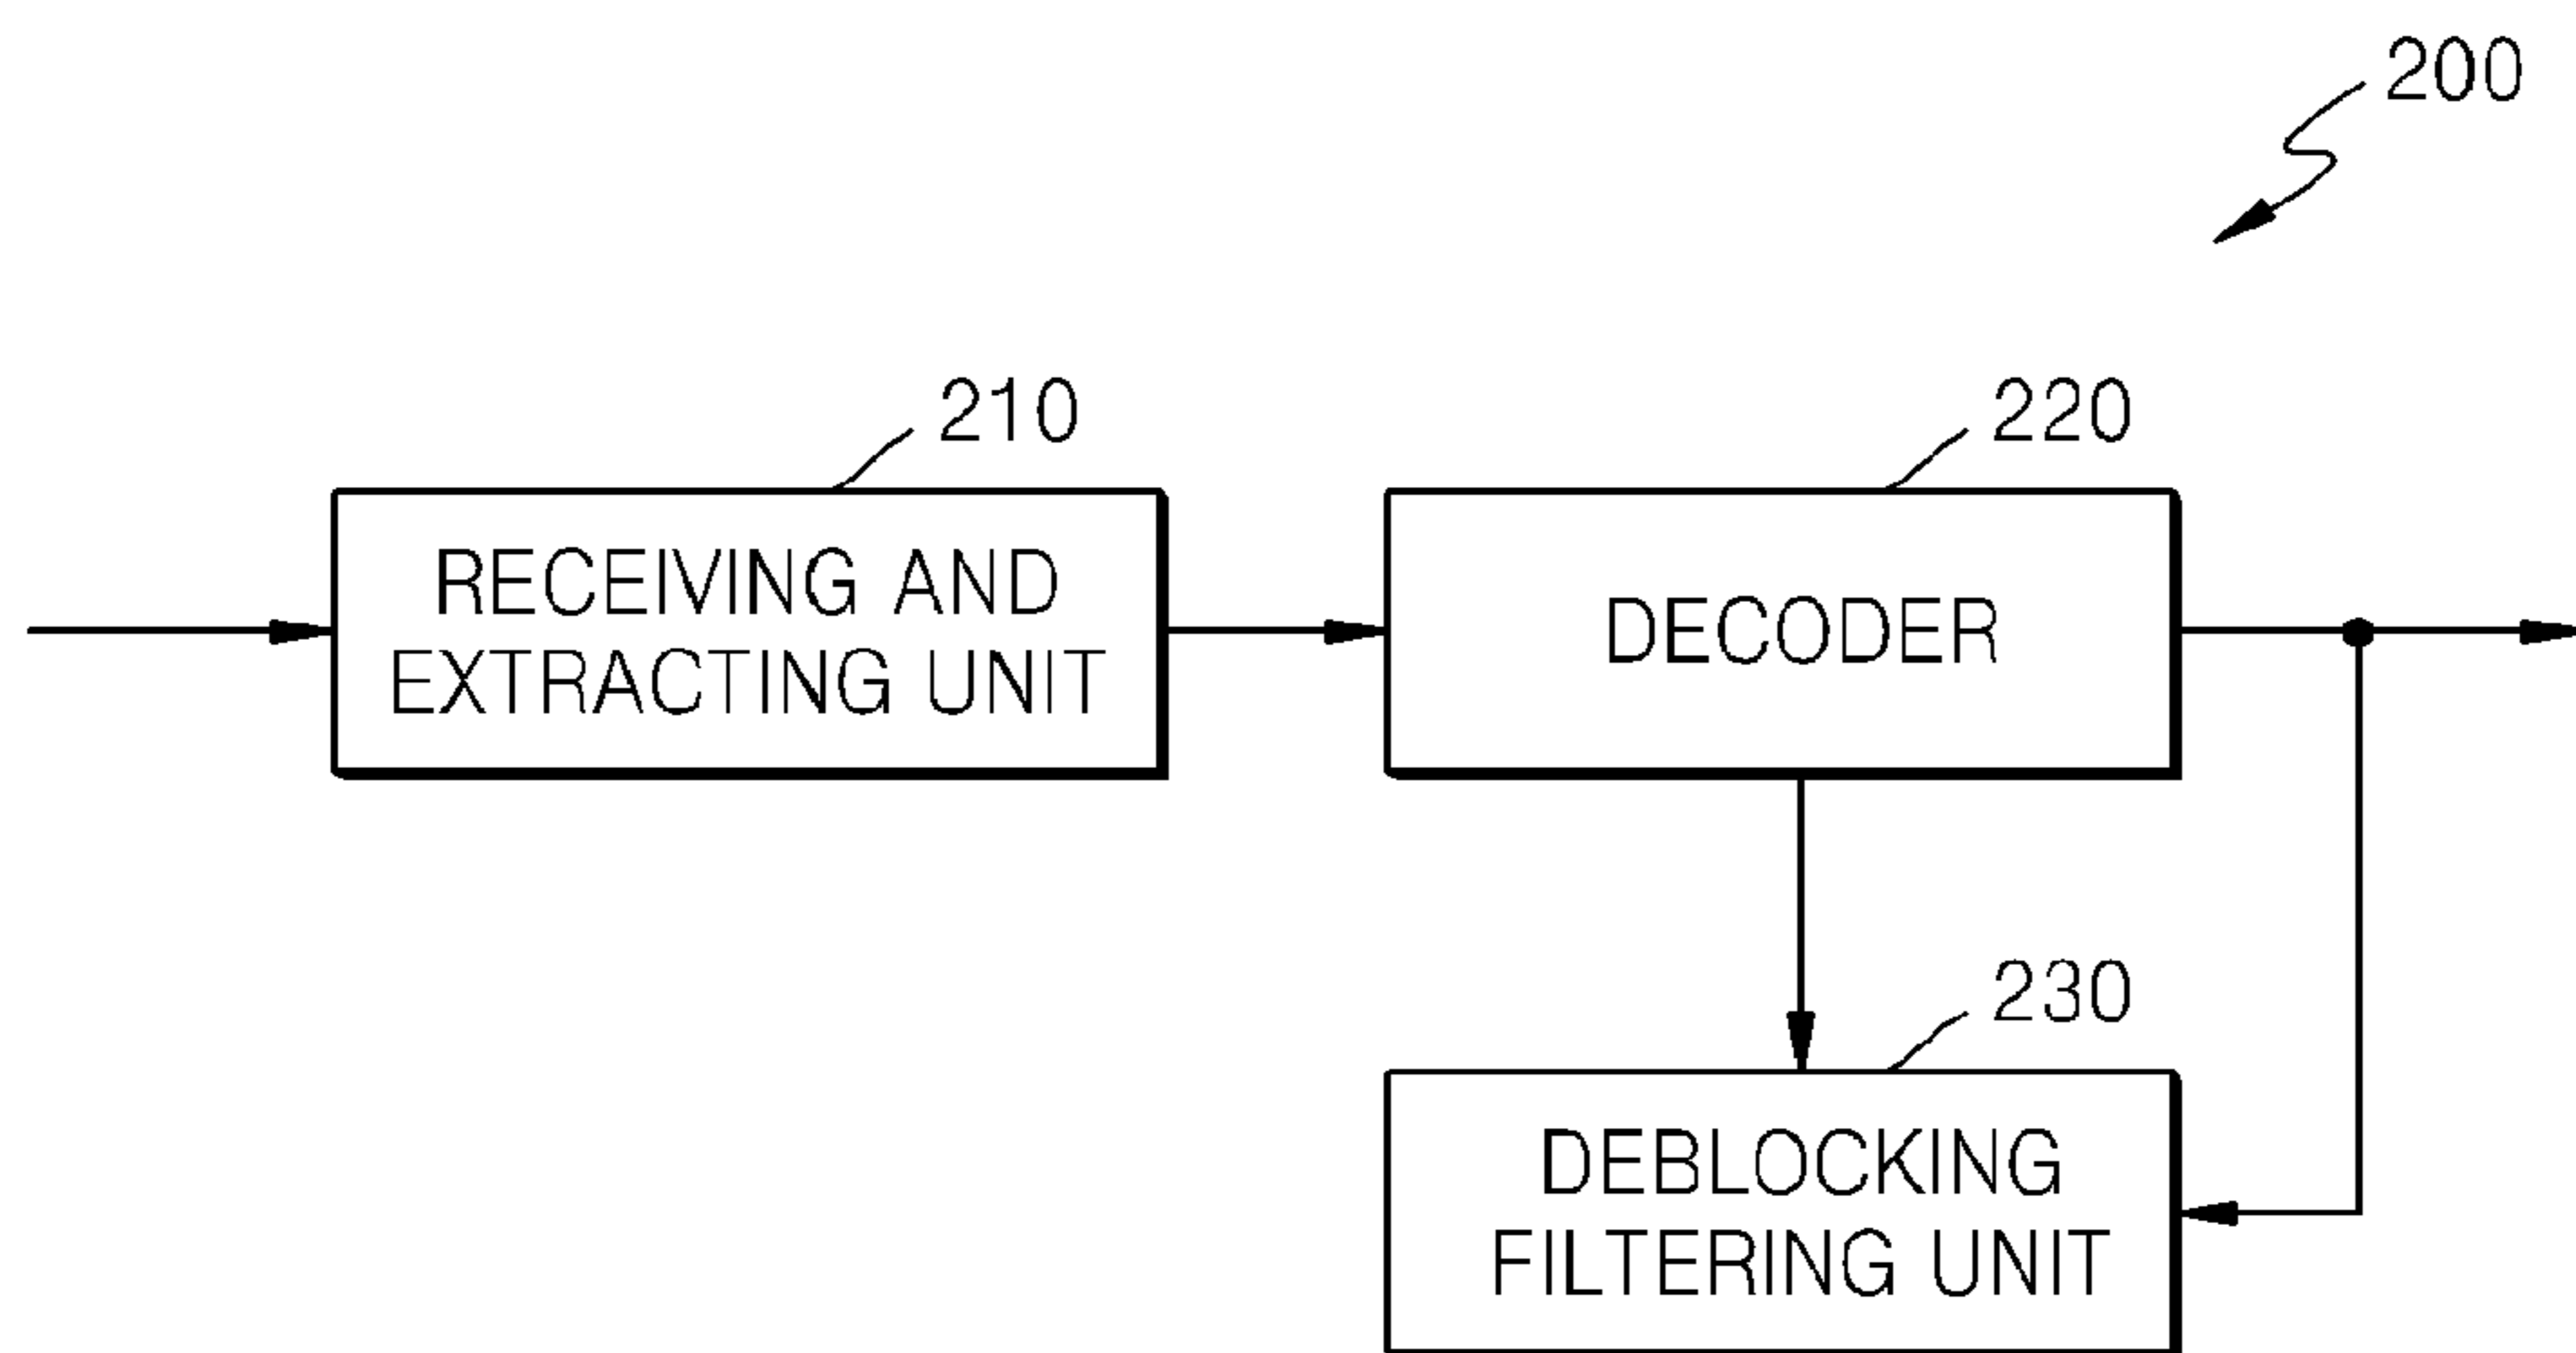 200
210
220
RECEIVING AND
EXTRACTING UNIT
DECODER
230
DEBLOCKING
FILTERING UNIT